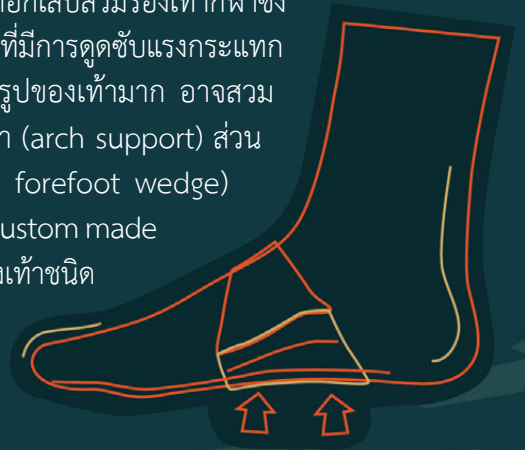 ที่มีการดูดซับแรงกระแทก
รูปของเท้ามาก อาจสวม
(arch support) ส่วน
forefoot wedge)
ustom made
งเท้าชนิด